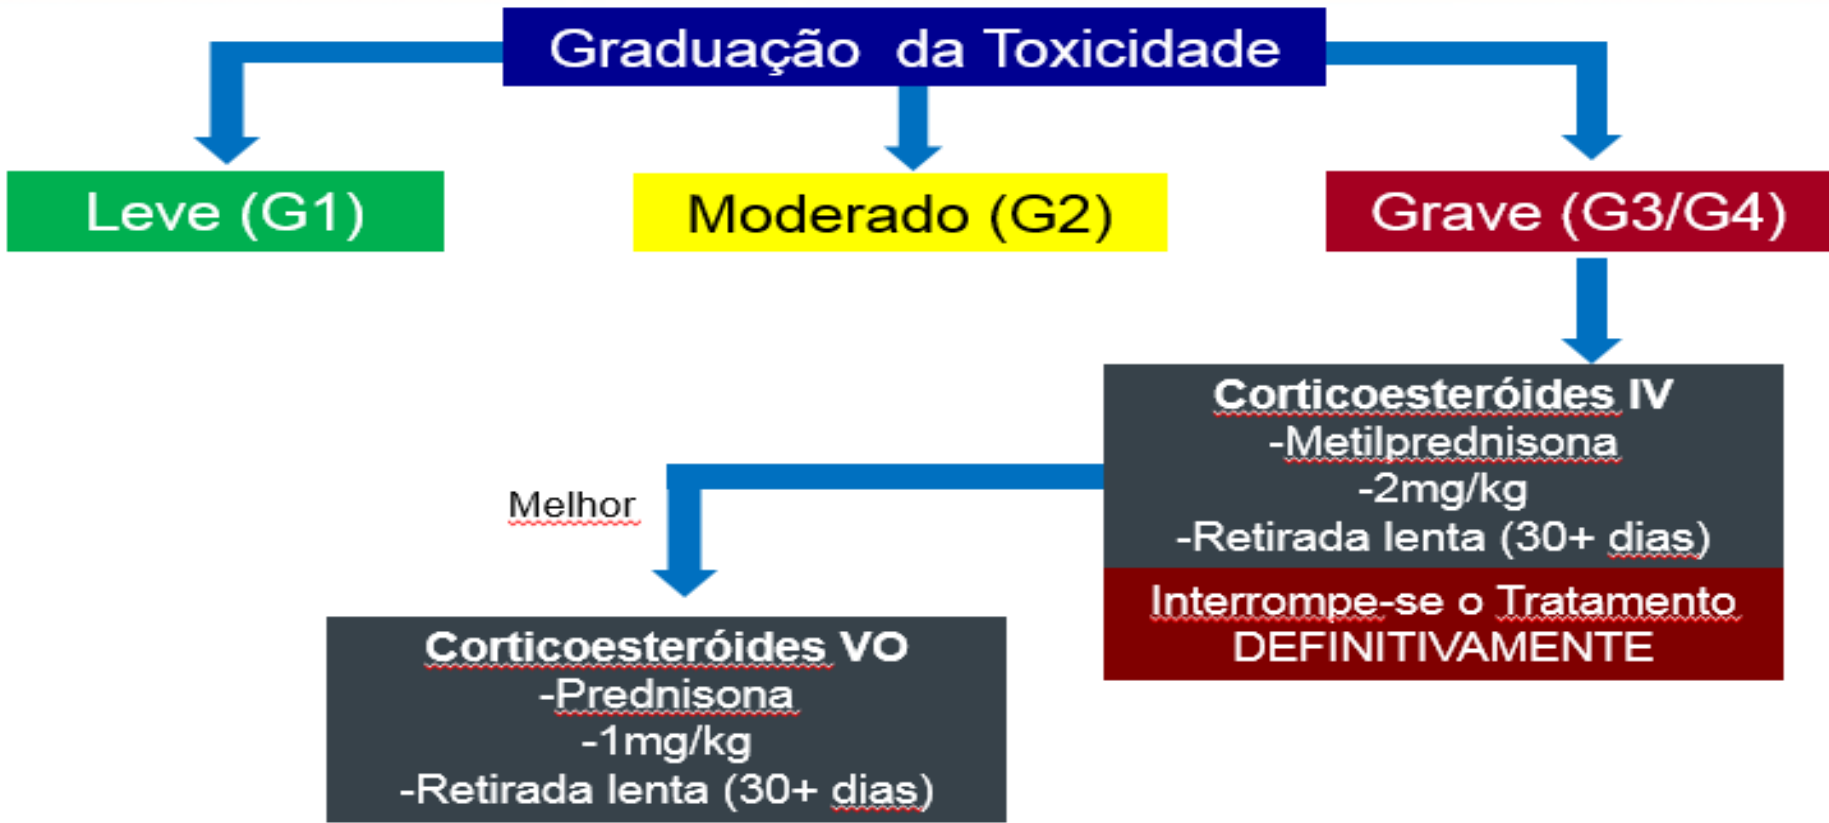 Graduação da Toxicidade
Leve (G1)
Moderado (G2)
Grave (G3/G4)
Corticoesteróides IV
-Metilprednisona
-2mg/kg
-Retirada lenta (30+ dias)
Interrompe-se o Tratamento
DEFINITIVAMENTE
Melhor
Corticoesteróides VO
-Prednisona
-1mg/kg
-Retirada lenta (30+ dias)